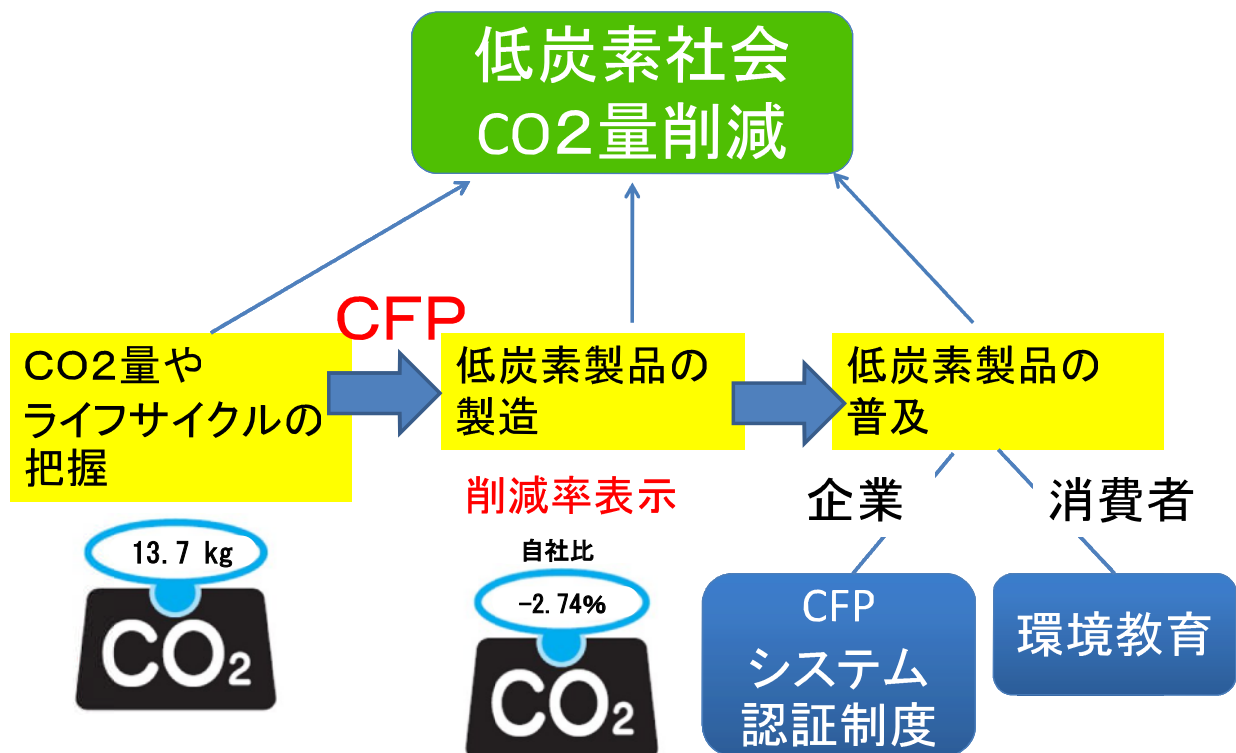 低炭素社会
CO２量削減
CFP
ＣＯ２量や
ライフサイクルの
把握
低炭素製品の
製造
低炭素製品の
普及
削減率表示
企業
消費者
自社比
13.7 kg
CO2
-2.74%
CO2
CFP
システム
認証制度
環境教育